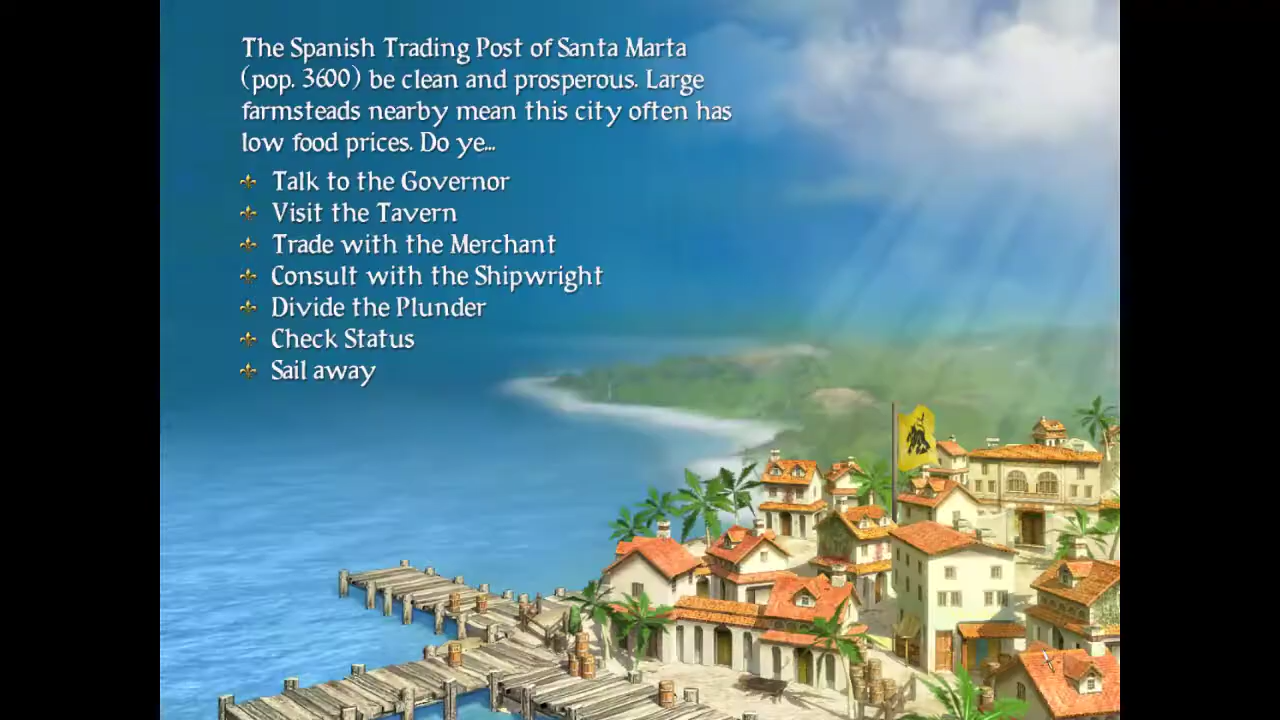 The Spanish Trading Post of Santa Marta
(pop. 3600) be clean and prosperous. Large
farmsteads nearby mean this city often has
low food prices. Do ye...
Talk to the Governor
Visit the Tavern
Trade with the Merchant
Consult with the Shipwright
Divide the Plunder
Check Status
Sail away